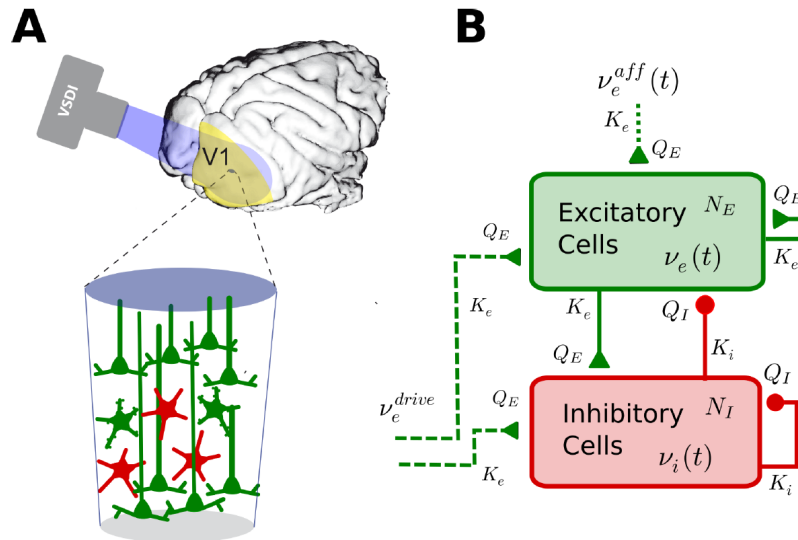 A
VSDI
V1
B
ν_e^{aff}(t)
K_e
Q_E
Excitatory N_E
Cells
ν_e(t)
Q_E
K_e
Q_E
K_e
K_e
Q_I
Q_E
K_i
ν_e^{drive}
Q_E
K_e
Inhibitory N_I
Cells
ν_i(t)
Q_I
K_i